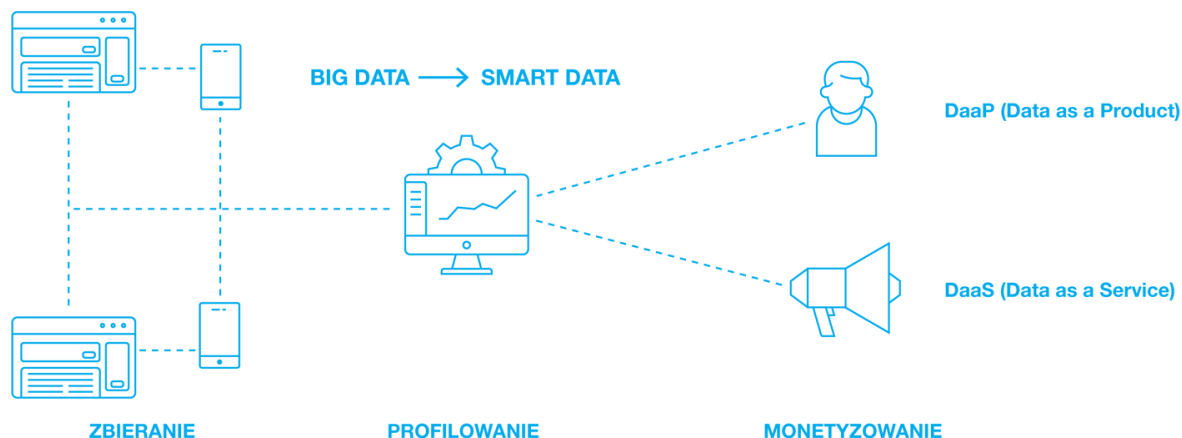 BIG DATA → SMART DATA
DaaP (Data as a Product)
DaaS (Data as a Service)
ZBIERANIE
PROFILOWANIE
MONETYZOWANIE